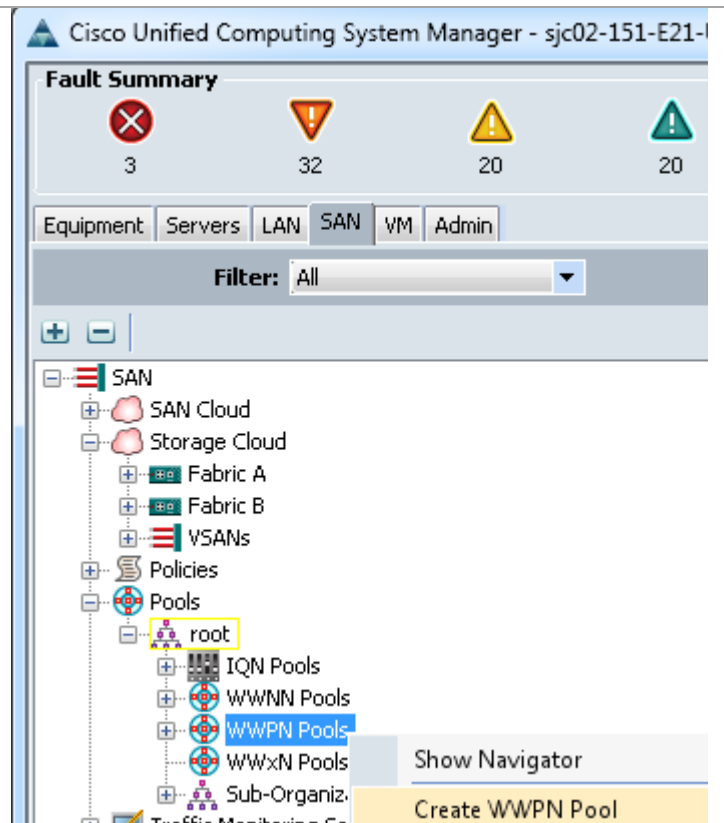 Cisco Unified Computing System Manager - sjc02-151-E21-
Fault Summary
3 32 20 20
Equipment Servers LAN SAN VM Admin
Filter: All
SAN
SAN Cloud
Storage Cloud
Fabric A
Fabric B
VSANs
Policies
Pools
root
IQN Pools
WWNN Pools
WWPN Pools
WWxN Pools
Show Navigator
Sub-Organiz
Create WWPN Pool
Traffic Monitoring